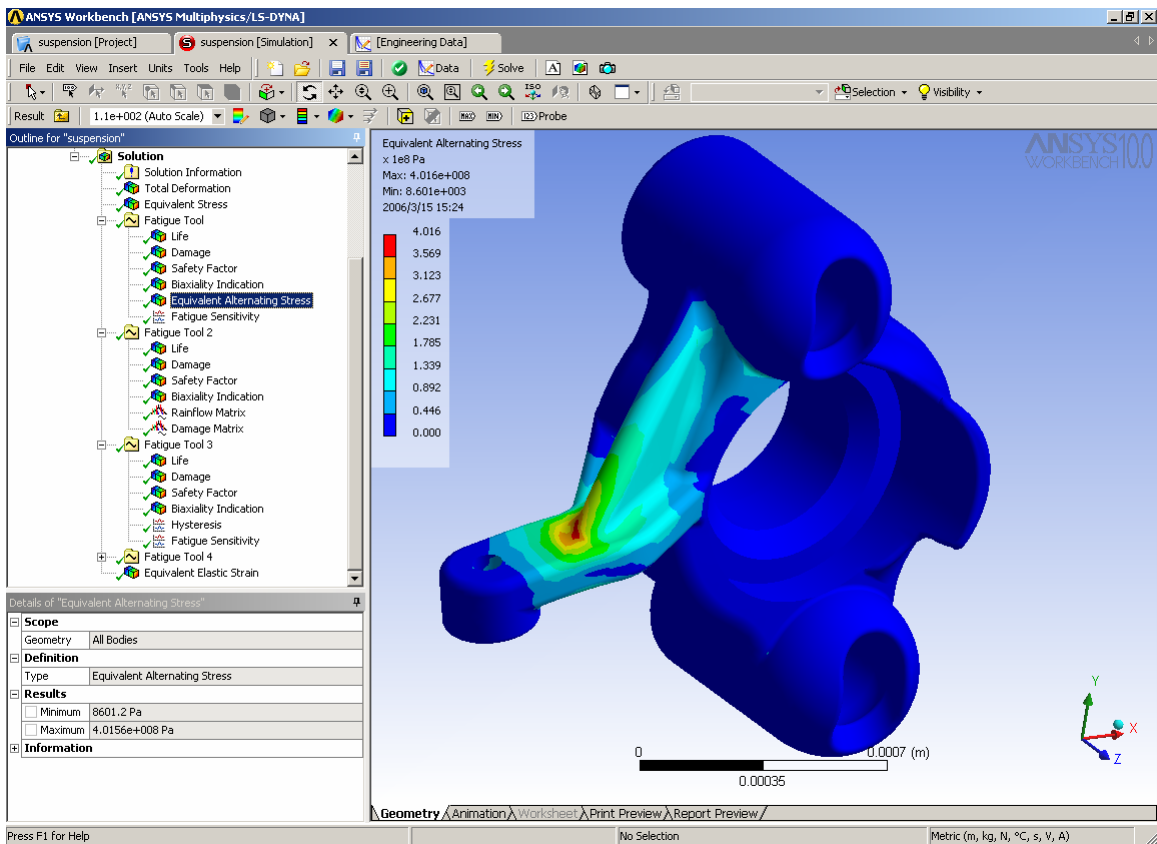 ANSYS Workbench [ANSYS Multiphysics/LS-DYNA]
suspension [Project]
suspension [Simulation]
[Engineering Data]
File Edit View Insert Units Tools Help
Data
Solve
ISO
Selection
Visibility
Result
1.1e+002 (Auto Scale)
MAX
MIN
Probe
Outline for "suspension"
Solution
Solution Information
Total Deformation
Equivalent Stress
Fatigue Tool
Life
Damage
Safety Factor
Biaxiality Indication
Equivalent Alternating Stress
Fatigue Sensitivity
Fatigue Tool 2
Life
Damage
Safety Factor
Biaxiality Indication
Rainflow Matrix
Damage Matrix
Fatigue Tool 3
Life
Damage
Safety Factor
Biaxiality Indication
Hysteresis
Fatigue Sensitivity
Fatigue Tool 4
Equivalent Elastic Strain
Details of "Equivalent Alternating Stress"
Scope
Geometry All Bodies
Definition
Type Equivalent Alternating Stress
Results
Minimum 8601.2 Pa
Maximum 4.0156e+008 Pa
Information
Equivalent Alternating Stress
x 1e8 Pa
Max: 4.016e+008
Min: 8.601e+003
2006/3/15 15:24
4.016
3.569
3.123
2.677
2.231
1.785
1.339
0.892
0.446
0.000
ANSYS 10.0
WORKBENCH
Y
X
Z
0
0.0007 (m)
0.00035
Geometry Animation Worksheet Print Preview Report Preview
Press F1 for Help
No Selection
Metric (m, kg, N, °C, s, V, A)